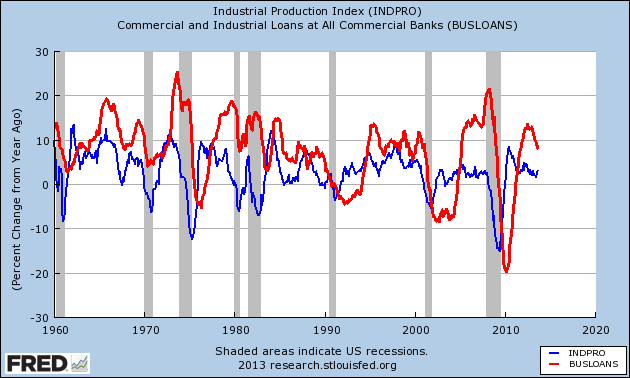 Industrial Production Index (INDPRO)
Commercial and Industrial Loans at All Commercial Banks (BUSLOANS)
(Percent Change from Year Ago)
30
20
10
0
-10
-20
-30
1960 1970 1980 1990 2000 2010 2020
Shaded areas indicate US recessions.
2013 research.stlouisfed.org
FRED
INDPRO
BUSLOANS